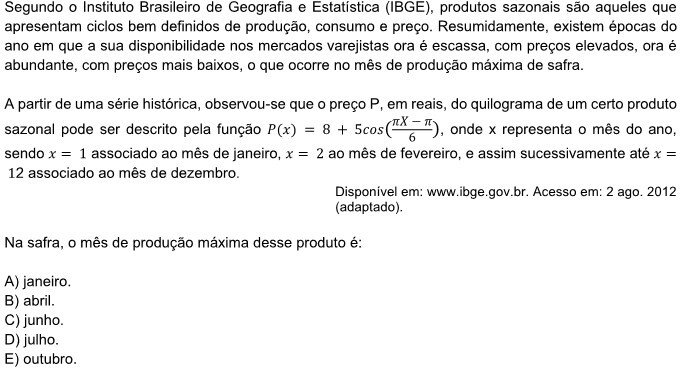 Segundo o Instituto Brasileiro de Geografia e Estatística (IBGE), produtos sazonais são aqueles que
apresentam ciclos bem definidos de produção, consumo e preço. Resumidamente, existem épocas do
ano em que a sua disponibilidade nos mercados varejistas ora é escassa, com preços elevados, ora é
abundante, com preços mais baixos, o que ocorre no mês de produção máxima de safra.
A partir de uma série histórica, observou-se que o preço P, em reais, do quilograma de um certo produto
sazonal pode ser descrito pela função P(x) = 8 + 5cos((πX − π)/6), onde x representa o mês do ano,
sendo x = 1 associado ao mês de janeiro, x = 2 ao mês de fevereiro, e assim sucessivamente até x =
12 associado ao mês de dezembro.
Disponível em: www.ibge.gov.br. Acesso em: 2 ago. 2012
(adaptado).
Na safra, o mês de produção máxima desse produto é:
A) janeiro.
B) abril.
C) junho.
D) julho.
E) outubro.